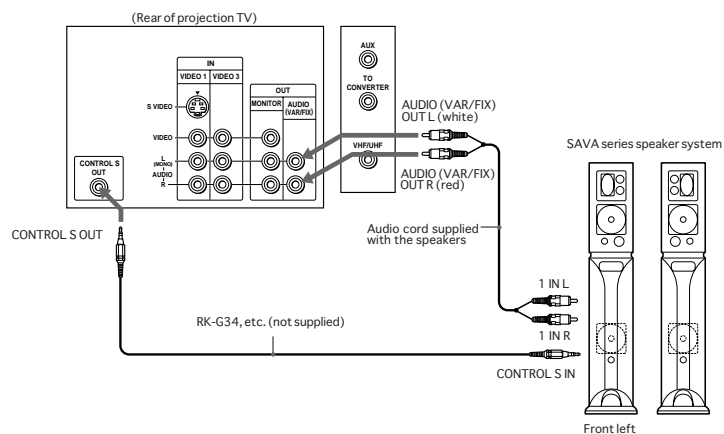 (Rear of projection TV)
IN
VIDEO 1 VIDEO 3
S VIDEO
VIDEO
L
(MONO)
AUDIO
R
OUT
MONITOR AUDIO
(VAR/FIX)
CONTROL S
OUT
AUX
TO
CONVERTER
VHF/UHF
AUDIO (VAR/FIX)
OUT L (white)
AUDIO (VAR/FIX)
OUT R (red)
SAVA series speaker system
CONTROL S OUT
Audio cord supplied
with the speakers
1 IN L
1 IN R
RK-G34, etc. (not supplied)
CONTROL S IN
Front left